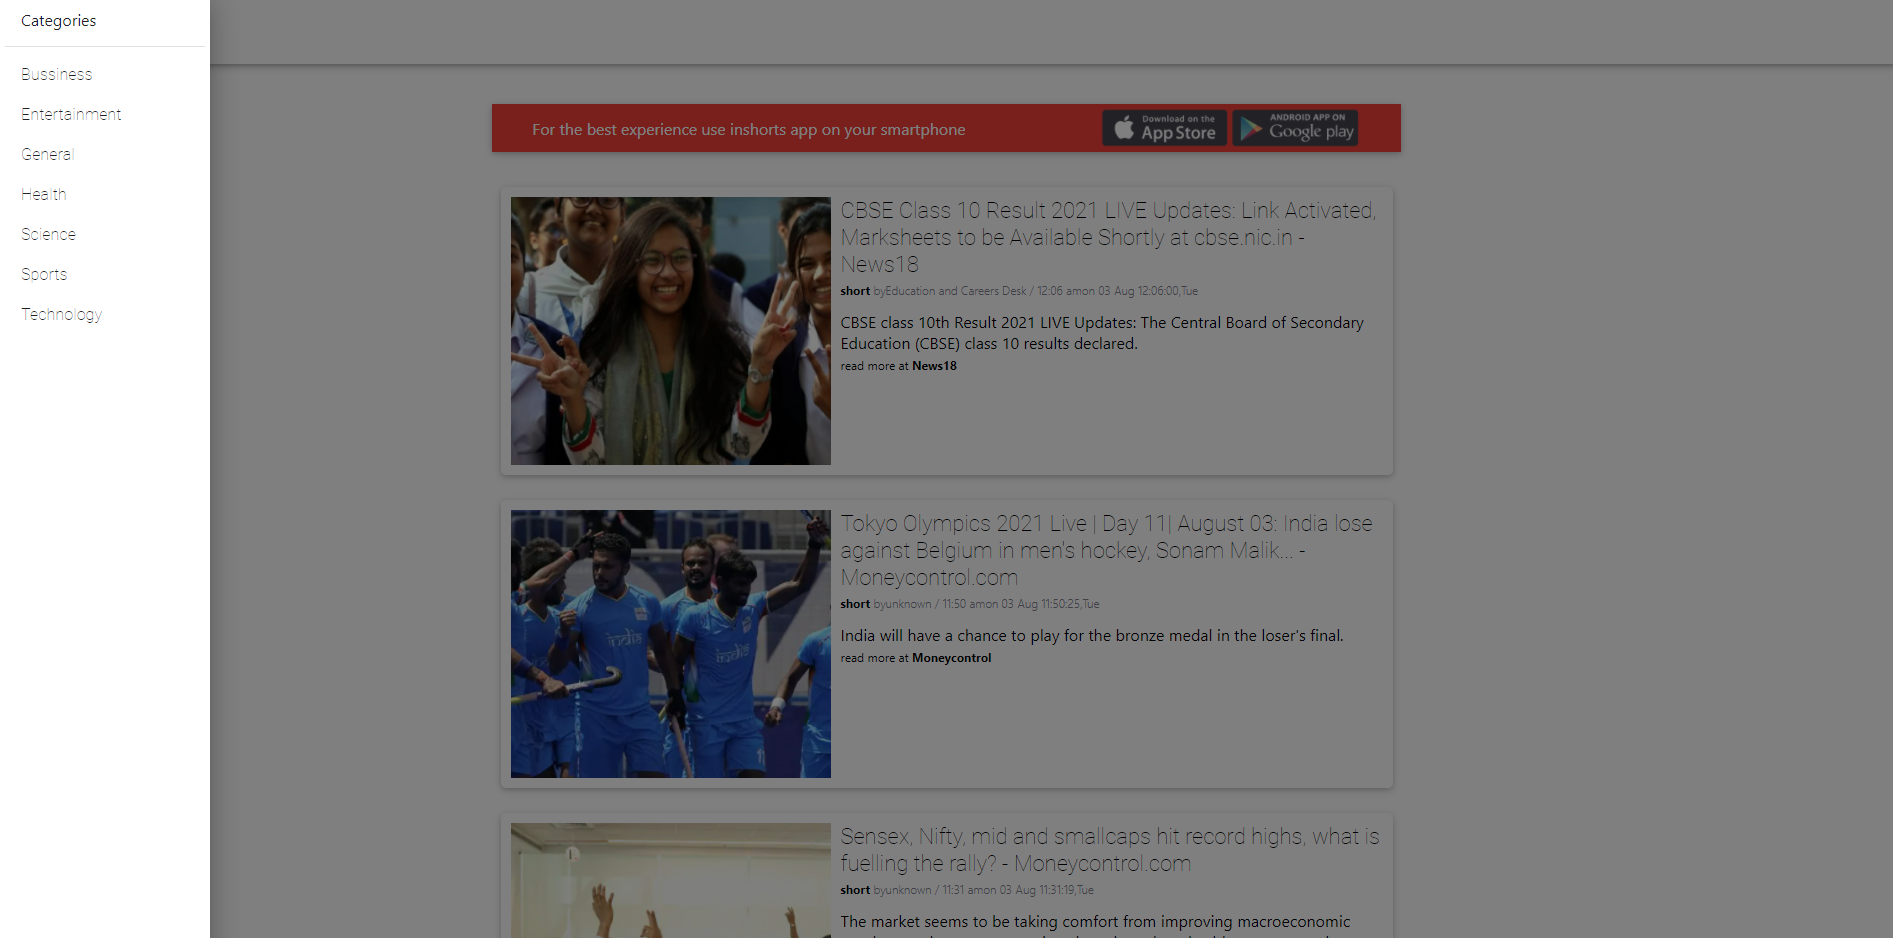 Categories
Bussiness
Entertainment
General
Health
Science
Sports
Technology
For the best experience use inshorts app on your smartphone
Download on the
App Store
ANDROID APP ON
Google play
CBSE Class 10 Result 2021 LIVE Updates: Link Activated,
Marksheets to be Available Shortly at cbse.nic.in -
News18
short byEducation and Careers Desk / 12:06 amon 03 Aug 12:06:00,Tue
CBSE class 10th Result 2021 LIVE Updates: The Central Board of Secondary
Education (CBSE) class 10 results declared.
read more at News18
india
india
Tokyo Olympics 2021 Live | Day 11| August 03: India lose
against Belgium in men's hockey, Sonam Malik... -
Moneycontrol.com
short byunknown / 11:50 amon 03 Aug 11:50:25,Tue
India will have a chance to play for the bronze medal in the loser's final.
read more at Moneycontrol
Sensex, Nifty, mid and smallcaps hit record highs, what is
fuelling the rally? - Moneycontrol.com
short byunknown / 11:31 amon 03 Aug 11:31:19,Tue
The market seems to be taking comfort from improving macroeconomic